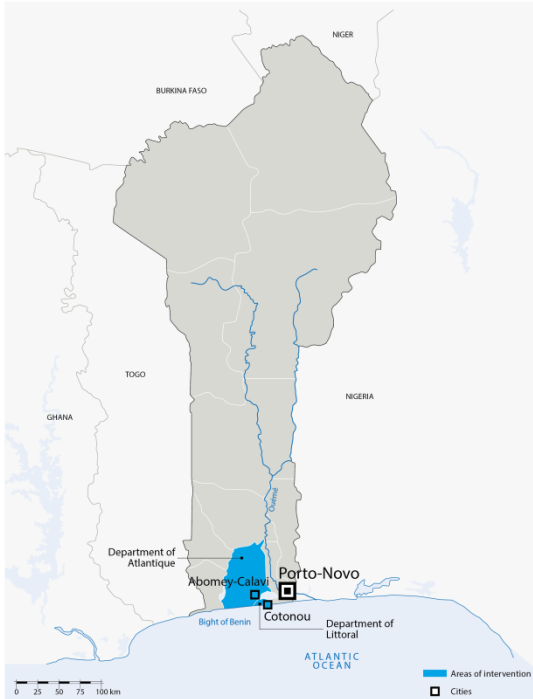 NIGER
BURKINA FASO
TOGO
NIGERIA
GHANA
Ouémé
Department of
Atlantique
Abomey-Calavi
Porto-Novo
Cotonou
Bight of Benin
Department of
Littoral
ATLANTIC
OCEAN
Areas of intervention
0 25 50 75 100 km
Cities